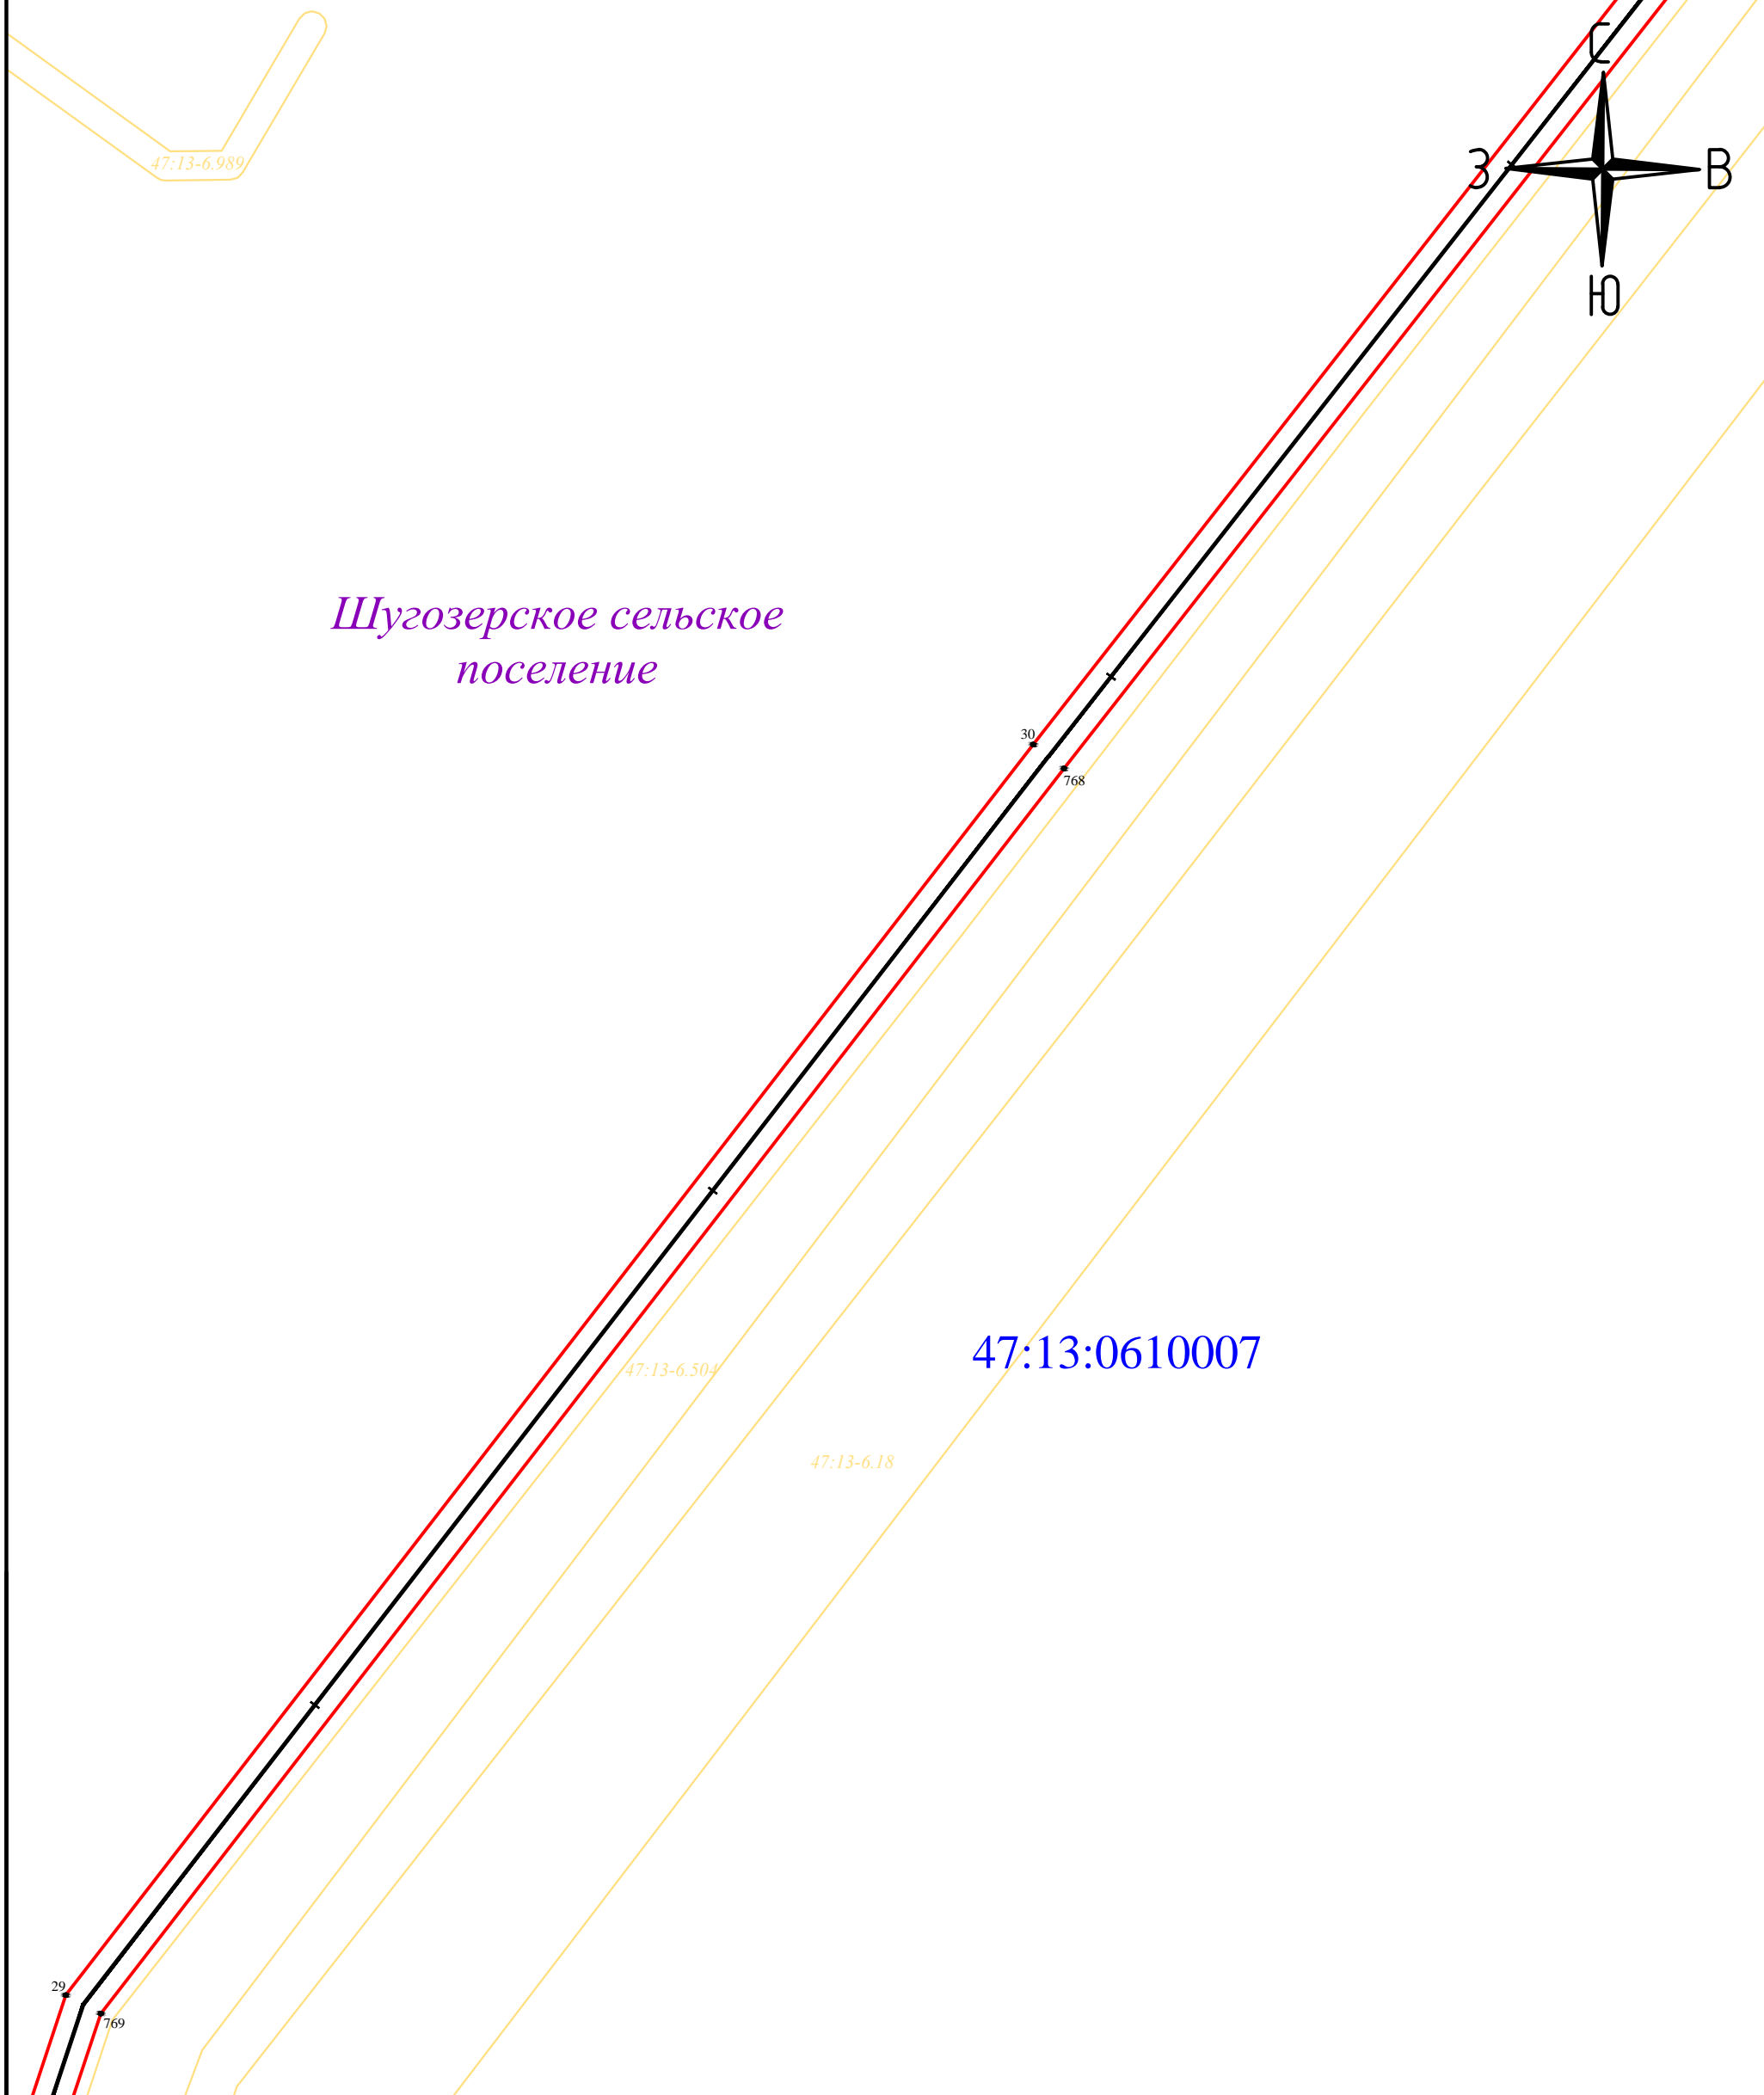 С
47:13-6.989
З
В
Ю
Шугозерское сельское
поселение
30
768
47:13:0610007
47:13-6.504
47:13-6.18
29
769